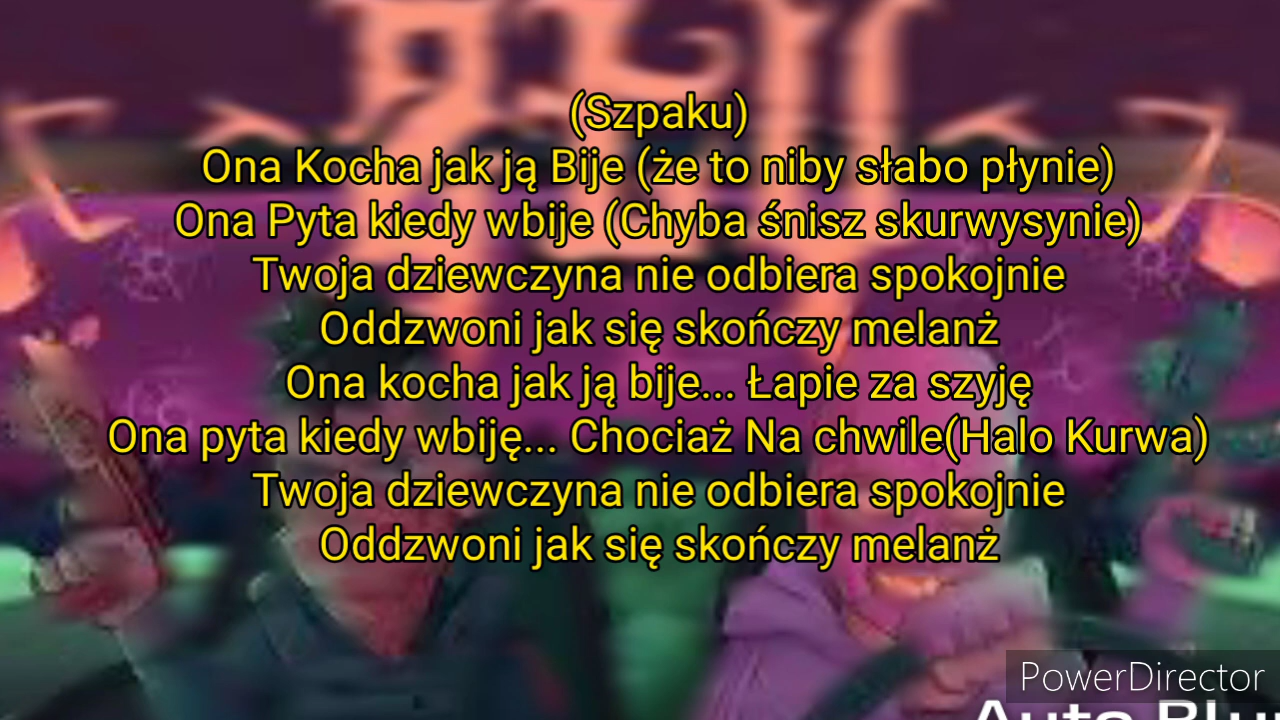 (Szpaku)
Ona Kocha jak ją Bije (że to niby słabo płynie)
Ona Pyta kiedy wbije (Chyba śnisz skurwysynie)
Twoja dziewczyna nie odbiera spokojnie
Oddzwoni jak się skończy melanż
Ona kocha jak ją bije... Łapie za szyję
Ona pyta kiedy wbiję... Chociaż Na chwile(Halo Kurwa)
Twoja dziewczyna nie odbiera spokojnie
Oddzwoni jak się skończy melanż
PowerDirector
Auto Blur